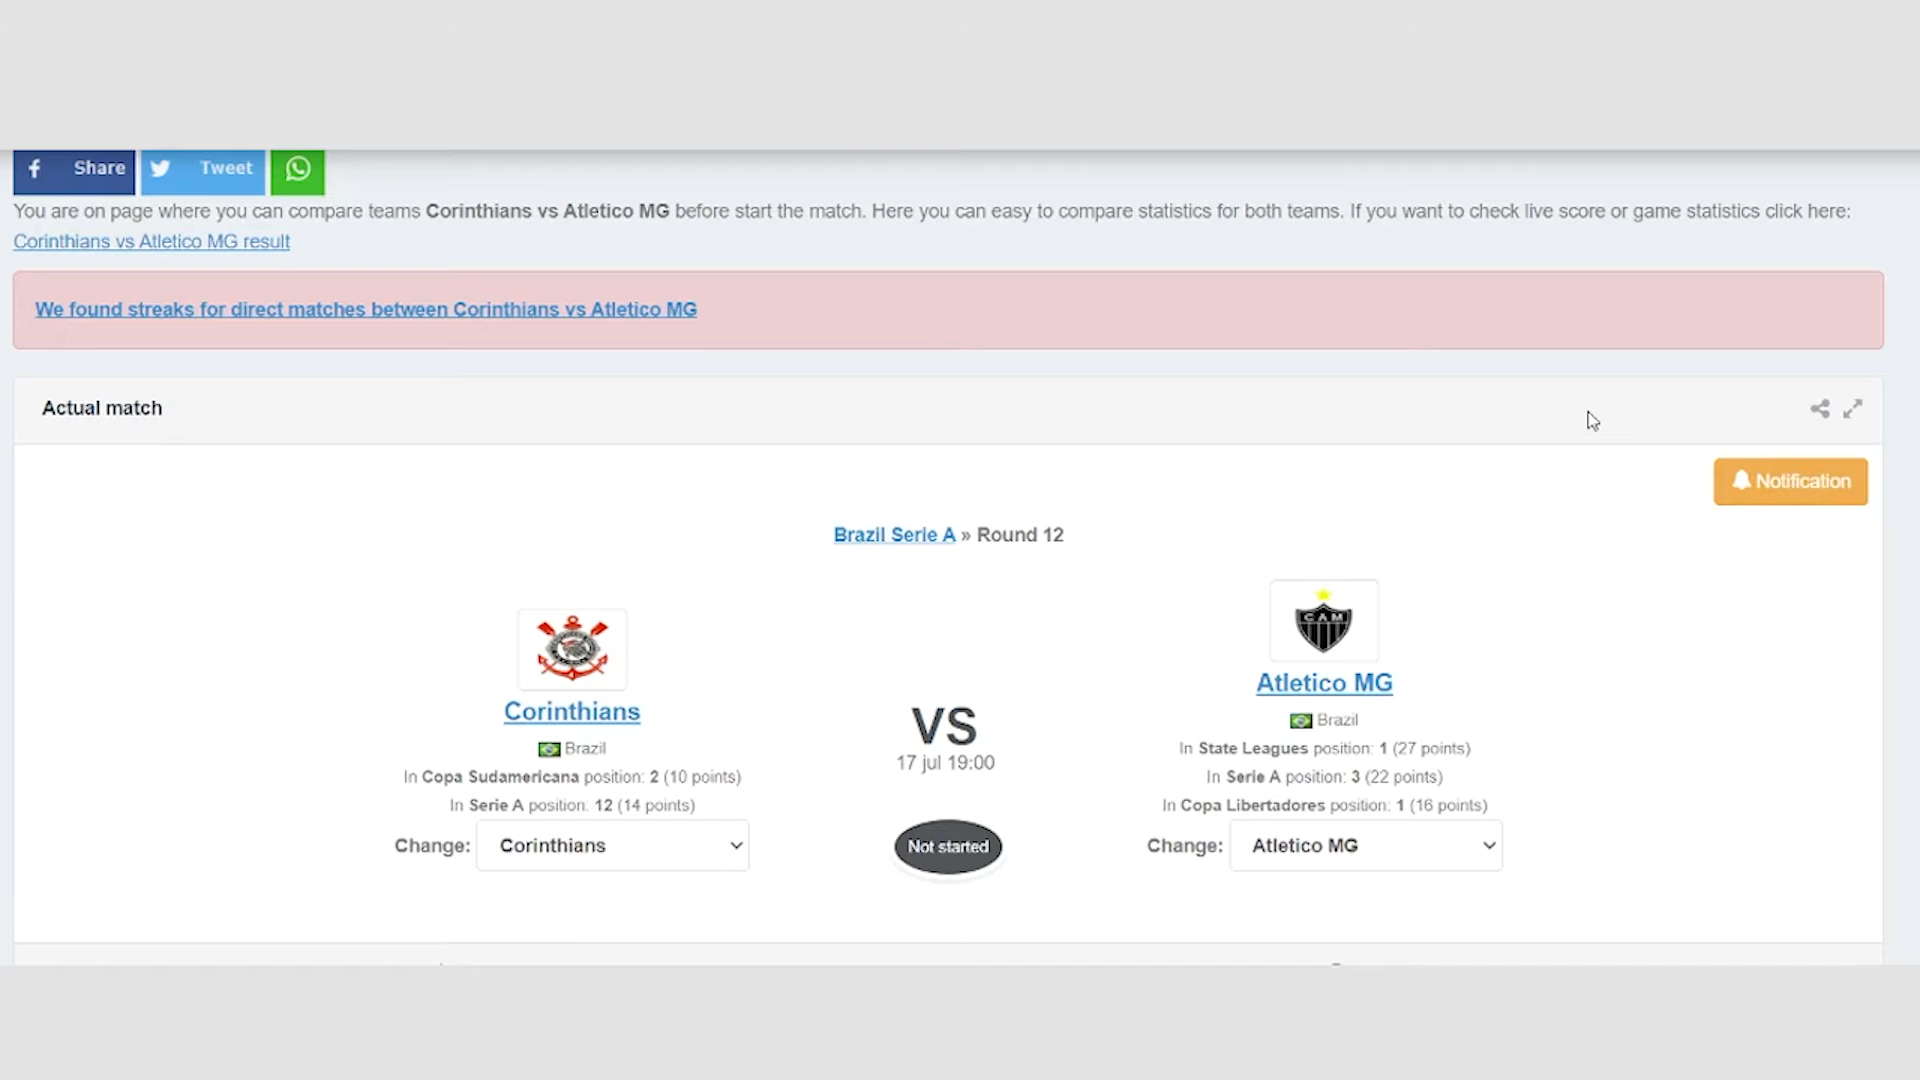 Share Tweet
You are on page where you can compare teams Corinthians vs Atletico MG before start the match. Here you can easy to compare statistics for both teams. If you want to check live score or game statistics click here:
Corinthians vs Atletico MG result
We found streaks for direct matches between Corinthians vs Atletico MG
Actual match
Notification
Brazil Serie A » Round 12
Corinthians
Brazil
In Copa Sudamericana position: 2 (10 points)
In Serie A position: 12 (14 points)
Change: Corinthians
VS
17 jul 19:00
Not started
CAM
Atletico MG
Brazil
In State Leagues position: 1 (27 points)
In Serie A position: 3 (22 points)
In Copa Libertadores position: 1 (16 points)
Change: Atletico MG